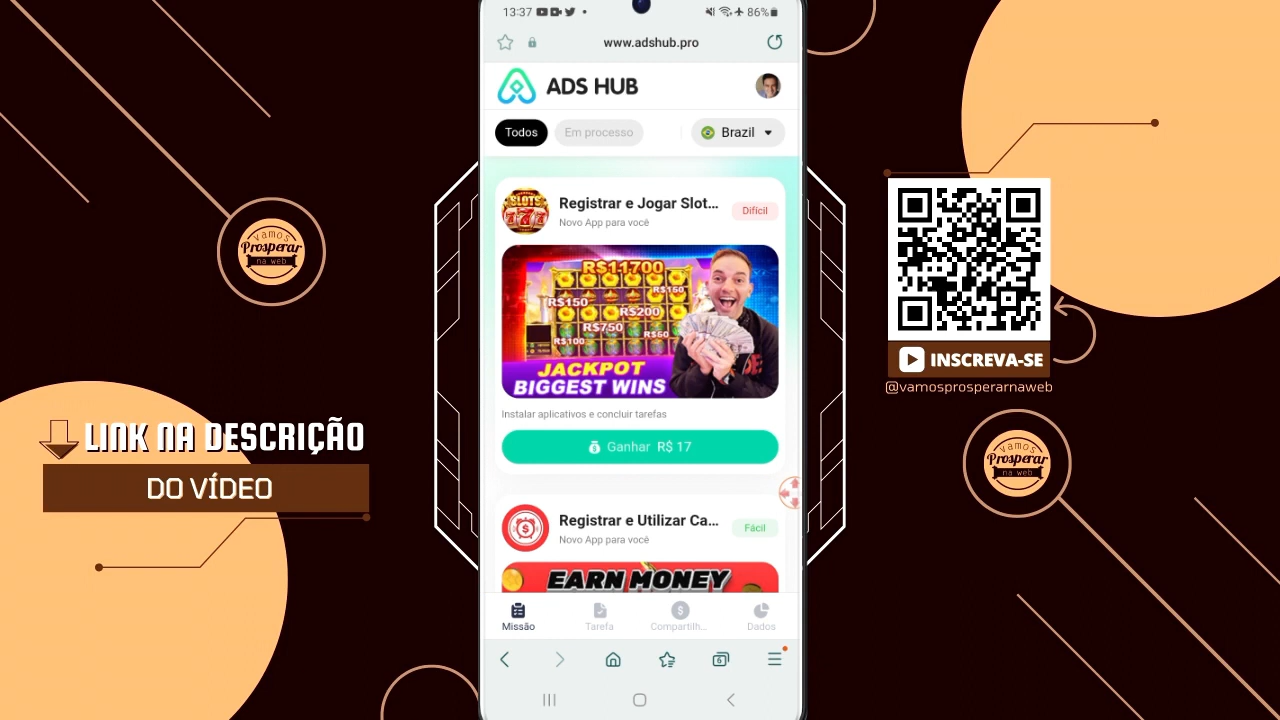 13:37
86%
www.adshub.pro
ADS HUB
Todos
Em processo
Brazil
SLOTS
777
Registrar e Jogar Slot...
Difícil
Novo App para você
R$11700
R$150
R$150
R$200
R$750
R$50
R$100
JACKPOT
BIGGEST WINS
Instalar aplicativos e concluir tarefas
Ganhar R$ 17
Registrar e Utilizar Ca...
Fácil
Novo App para você
EARN MONEY
Missão
Tarefa
Compartilh...
Dados
6
vamos
Prosperar
na web
LINK NA DESCRIÇÃO
DO VÍDEO
INSCREVA-SE
@vamosprosperarnaweb
vamos
Prosperar
na web